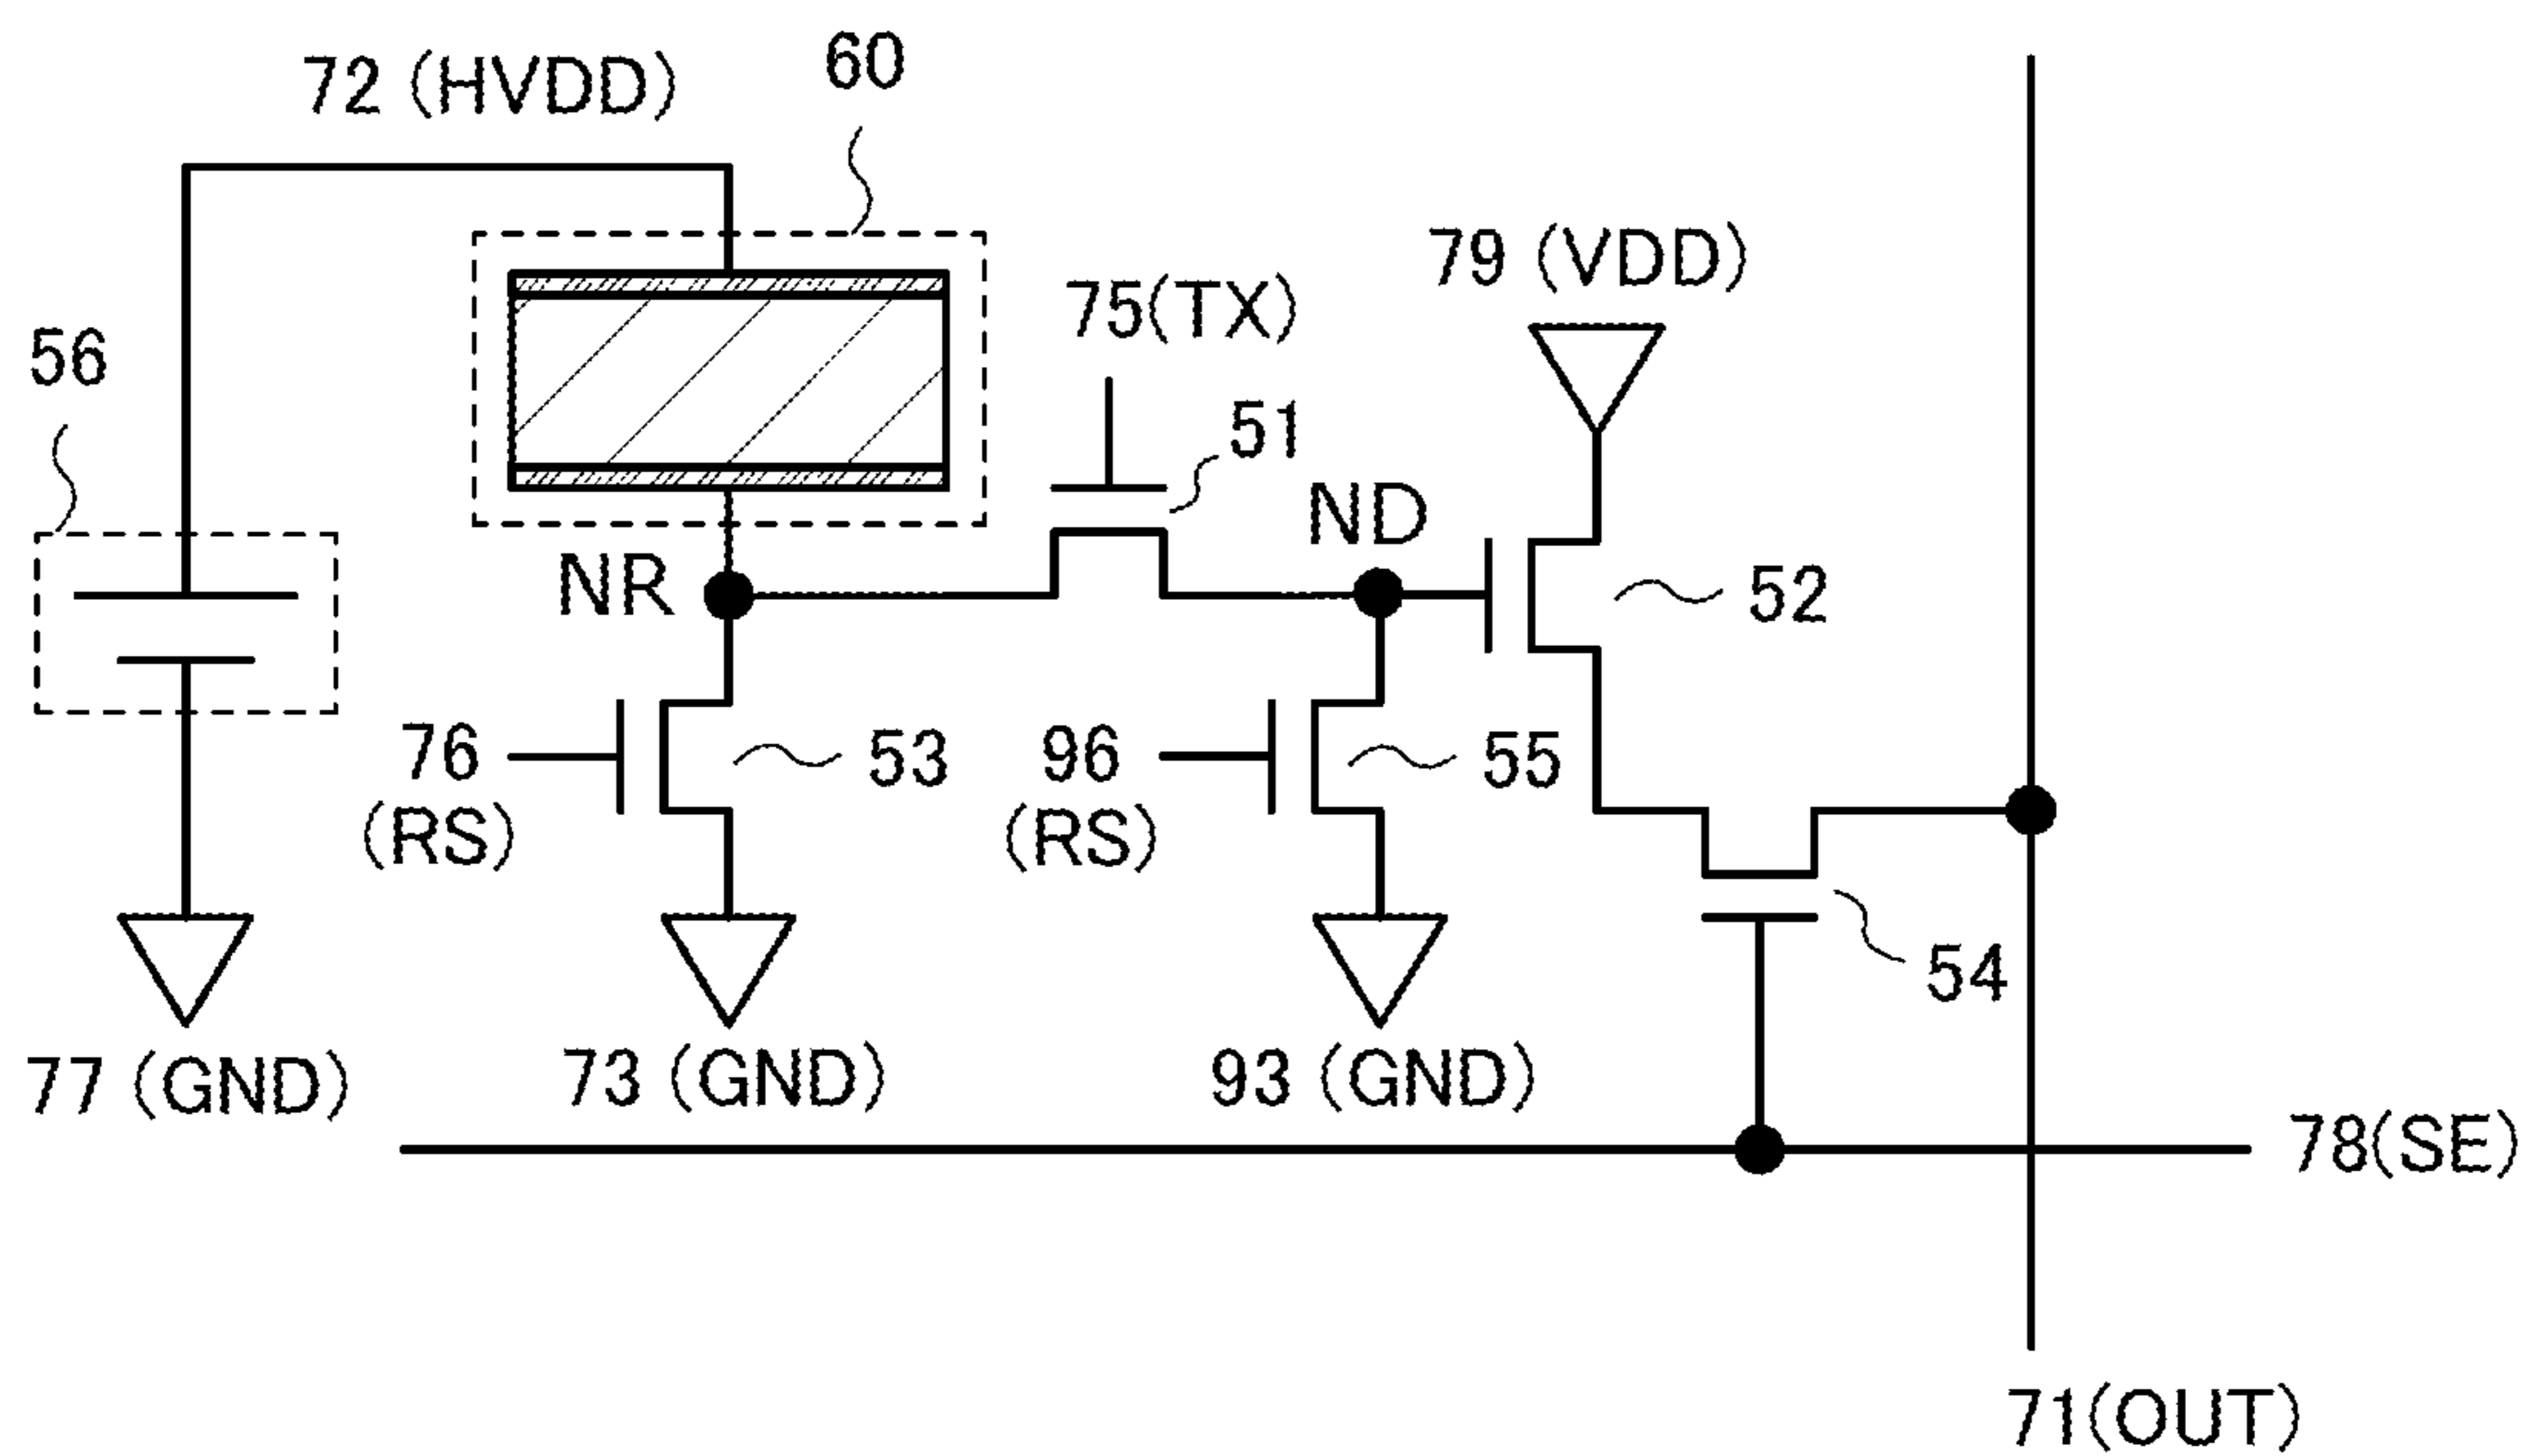 60
72 (HVDD)
79 (VDD)
75(TX)
56
51
ND
NR
52
76
(RS)
53
96
(RS)
55
54
77 (GND)
73 (GND)
93 (GND)
78(SE)
71(OUT)